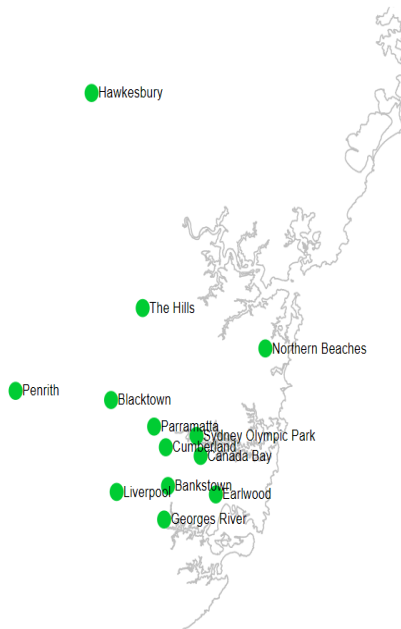 Hawkesbury
The Hills
Northern Beaches
Penrith
Blacktown
Parramatta
Sydney Olympic Park
Cumberland
Canada Bay
Bankstown
Liverpool
Earlwood
Georges River